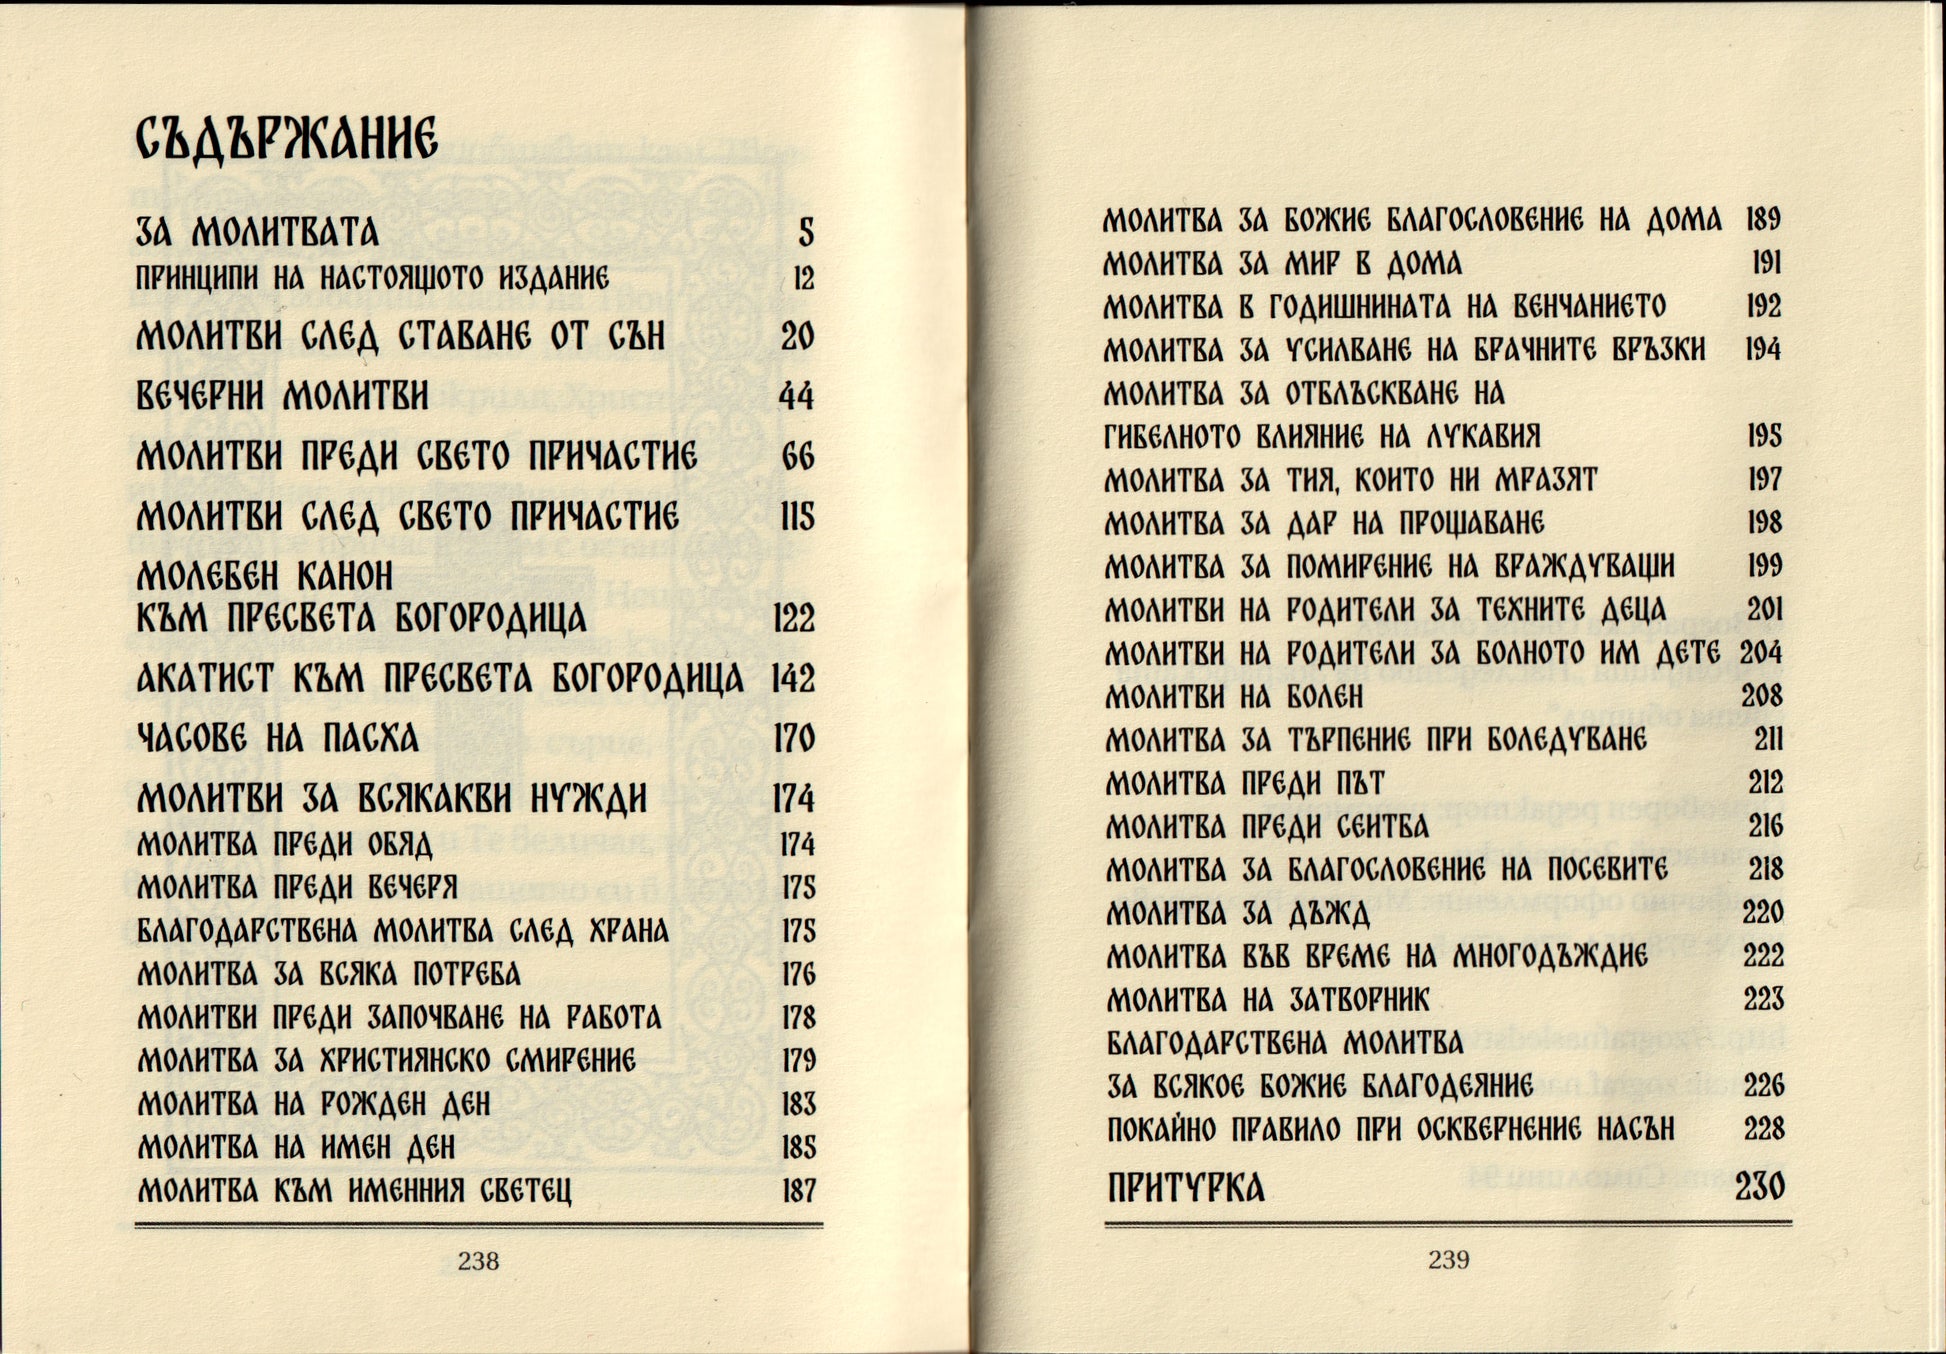 СЪДЪРЖАНИЕ
ЗА МОЛИТВАТА 5
ПРИНЦИПИ НА НАСТОЯЩОТО ИЗДАНИЕ 12
МОЛИТВИ СЛЕД СТАВАНЕ ОТ СЪН 20
ВЕЧЕРНИ МОЛИТВИ 44
МОЛИТВИ ПРЕДИ СВЕТО ПРИЧАСТИЕ 66
МОЛИТВИ СЛЕД СВЕТО ПРИЧАСТИЕ 115
МОЛЕБЕН КАНОН
КЪМ ПРЕСВЕТА БОГОРОДИЦА 122
АКАТИСТ КЪМ ПРЕСВЕТА БОГОРОДИЦА 142
ЧАСОВЕ НА ПАСХА 170
МОЛИТВИ ЗА ВСЯКАКВИ НУЖДИ 174
МОЛИТВА ПРЕДИ ОБЯД 174
МОЛИТВА ПРЕДИ ВЕЧЕРЯ 175
БЛАГОДАРСТВЕНА МОЛИТВА СЛЕД ХРАНА 175
МОЛИТВА ЗА ВСЯКА ПОТРЕБА 176
МОЛИТВИ ПРЕДИ ЗАПОЧВАНЕ НА РАБОТА 178
МОЛИТВА ЗА ХРИСТИЯНСКО СМИРЕНИЕ 179
МОЛИТВА НА РОЖДЕН ДЕН 183
МОЛИТВА НА ИМЕН ДЕН 185
МОЛИТВА КЪМ ИМЕННИЯ СВЕТЕЦ 187
238
МОЛИТВА ЗА БОЖИЕ БЛАГОСЛОВЕНИЕ НА ДОМА 189
МОЛИТВА ЗА МИР В ДОМА 191
МОЛИТВА В ГОДИШНИНАТА НА ВЕНЧАНИЕТО 192
МОЛИТВА ЗА УСИЛВАНЕ НА БРАЧНИТЕ ВРЪЗКИ 194
МОЛИТВА ЗА ОТБЛЪСКВАНЕ НА
ГИБЕЛНОТО ВЛИЯНИЕ НА ЛУКАВИЯ 195
МОЛИТВА ЗА ТИЯ, КОИТО НИ МРАЗЯТ 197
МОЛИТВА ЗА ДАР НА ПРОЩАВАНЕ 198
МОЛИТВА ЗА ПОМИРЕНИЕ НА ВРАЖДУВАЩИ 199
МОЛИТВИ НА РОДИТЕЛИ ЗА ТЕХНИТЕ ДЕЦА 201
МОЛИТВИ НА РОДИТЕЛИ ЗА БОЛНОТО ИМ ДЕТЕ 204
МОЛИТВИ НА БОЛЕН 208
МОЛИТВА ЗА ТЪРПЕНИЕ ПРИ БОЛЕДУВАНЕ 211
МОЛИТВА ПРЕДИ ПЪТ 212
МОЛИТВА ПРЕДИ СЕИТБА 216
МОЛИТВА ЗА БЛАГОСЛОВЕНИЕ НА ПОСЕВИТЕ 218
МОЛИТВА ЗА ДЪЖД 220
МОЛИТВА ВЪВ ВРЕМЕ НА МНОГОДЪЖДИЕ 222
МОЛИТВА НА ЗАТВОРНИК 223
БЛАГОДАРСТВЕНА МОЛИТВА
ЗА ВСЯКОЕ БОЖИЕ БЛАГОДЕЯНИЕ 226
ПОКАЙНО ПРАВИЛО ПРИ ОСКВЕРНЕНИЕ НАСЪН 228
ПРИТУРКА 230
239